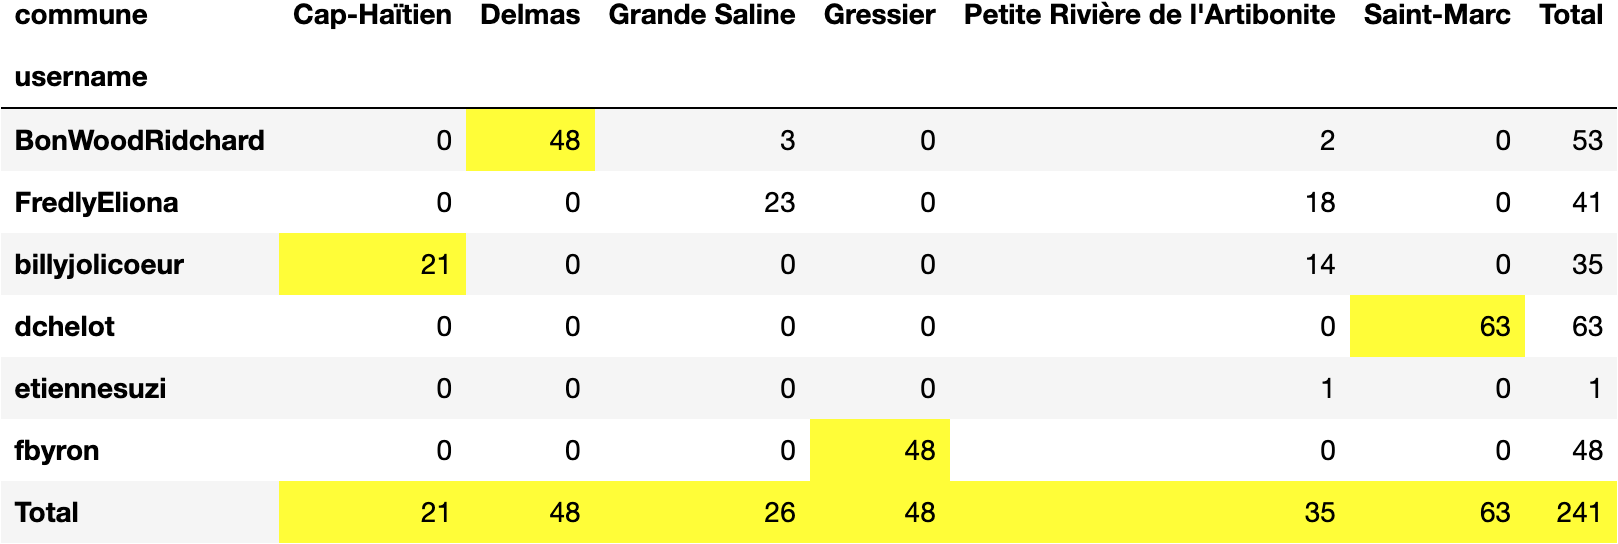 commune Cap-Haïtien Delmas Grande Saline Gressier Petite Rivière de l'Artibonite Saint-Marc Total
username
BonWoodRidchard 0 48 3 0 2 0 53
FredlyEliona 0 0 23 0 18 0 41
billyjolicoeur 21 0 0 0 14 0 35
dchelot 0 0 0 0 0 63 63
etiennesuzi 0 0 0 0 1 0 1
fbyron 0 0 0 48 0 0 48
Total 21 48 26 48 35 63 241